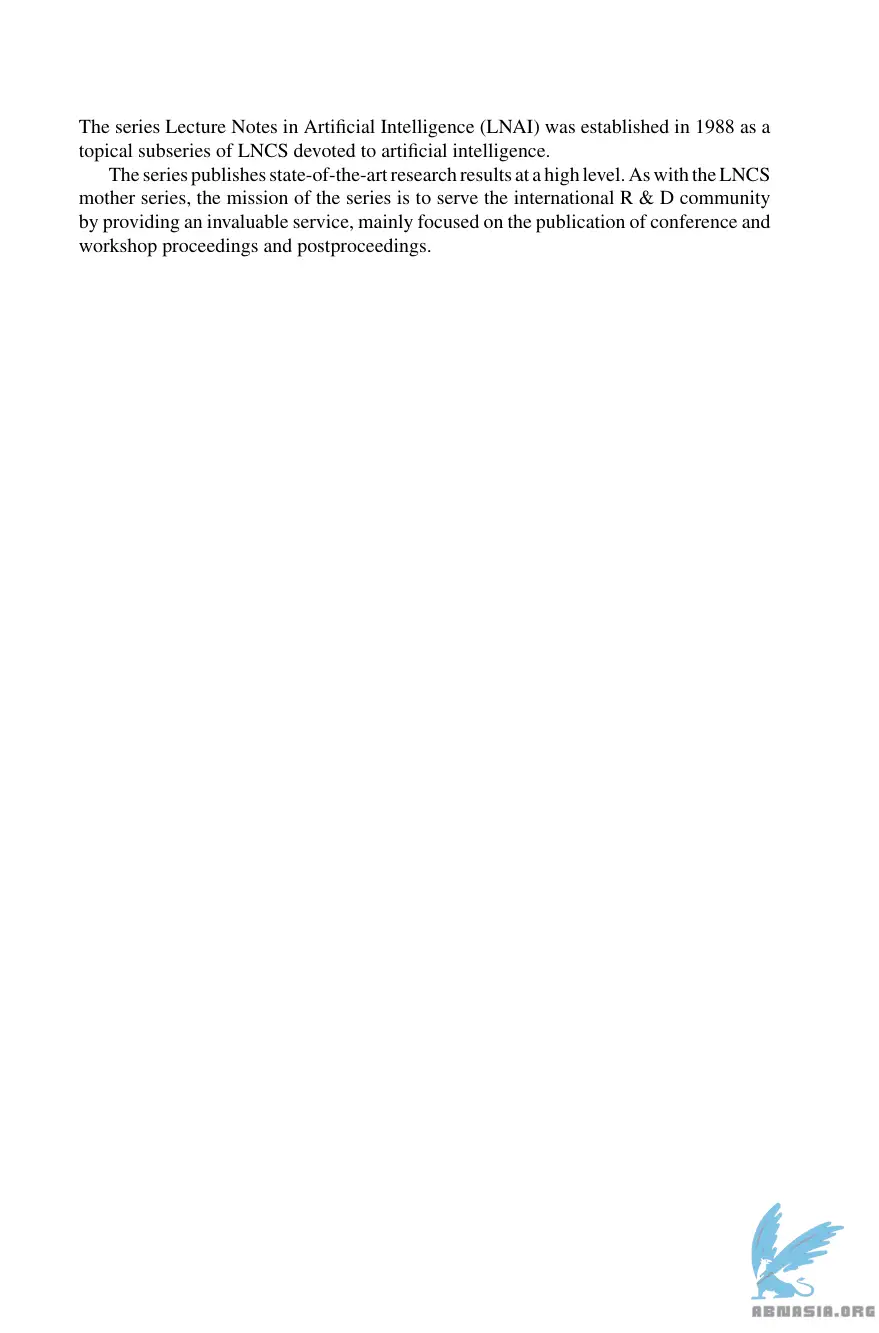 The series Lecture Notes in Artificial Intelligence (LNAI) was established in 1988 as a
topical subseries of LNCS devoted to artificial intelligence.
The series publishes state-of-the-art research results at a high level. As with the LNCS
mother series, the mission of the series is to serve the international R & D community
by providing an invaluable service, mainly focused on the publication of conference and
workshop proceedings and postproceedings.
ABNASIA.ORG